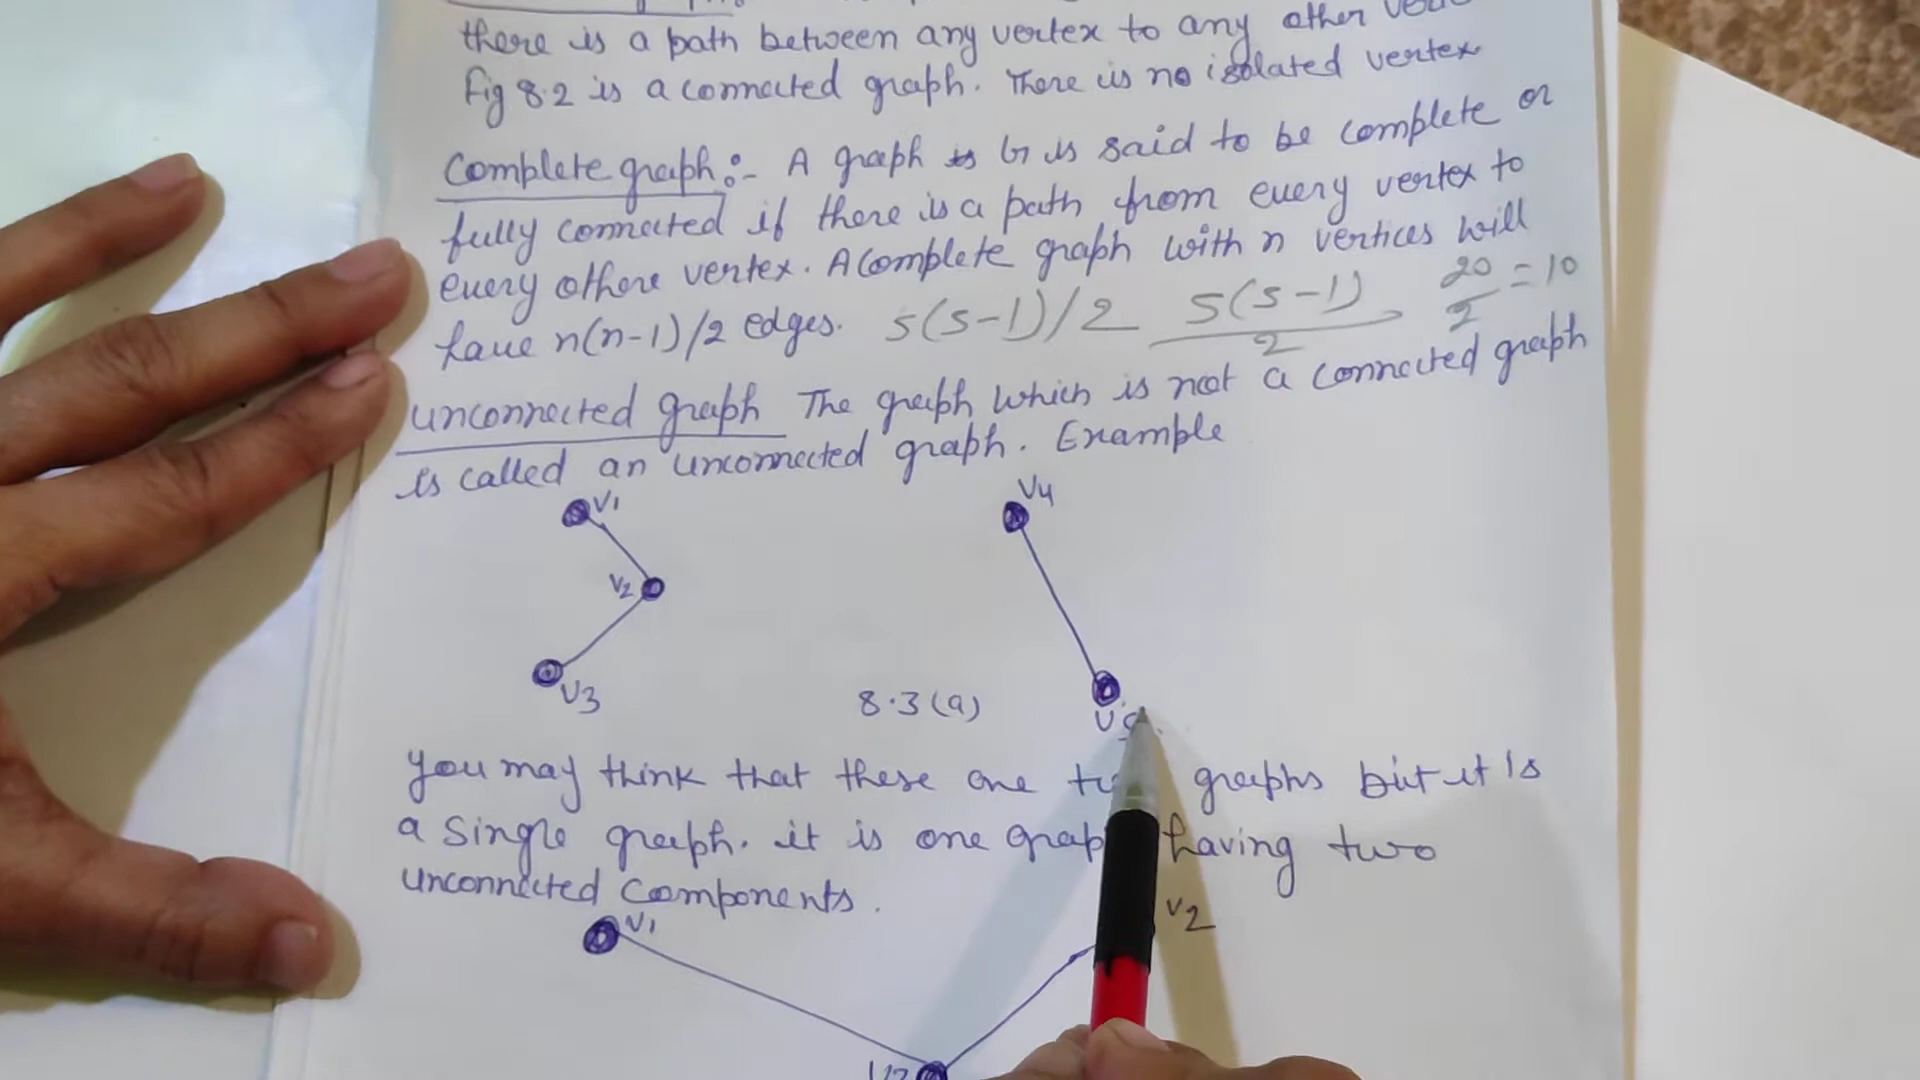 there is a path between any vertex to any other
Fig 8.2 is a connected graph. There is no isolated vertex
Complete graph:- A graph is G is said to be complete or
fully connected if there is a path from every vertex to
every othere vertex. A Complete graph with n vertices will
have n(n-1)/2 edges. 5(5-1)/2 5(5-1)/2 20/2 = 10
unconnected graph The graph which is not a connected graph
is called an unconnected graph. Example
V1
V4
V2
V3
8.3(a)
you may think that these are graphs but it is
a single graph. it is one having two
unconnected components.
V1
V2